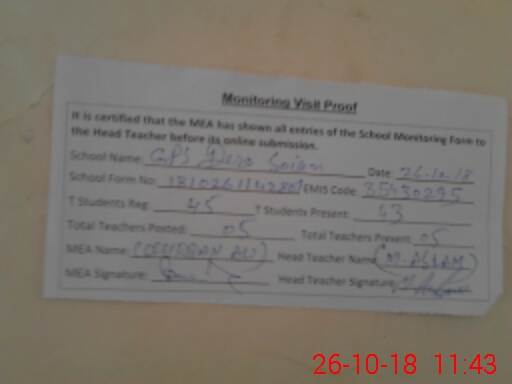 Monitoring Visit Proof
It is certified that the MEA has shown all entries of the School Monitoring Form to
the Head Teacher before its online submission.
School Name: GPS Date: 26-10-18
School Form No: EMIS Code: 35430295
T Students Reg: 45 T Students Present: 43
Total Teachers Posted: 05 Total Teachers Present: 05
MEA Name: ALI) Head Teacher Name: (M. ASLAM)
MEA Signature: Head Teacher Signature:
26-10-18 11:43